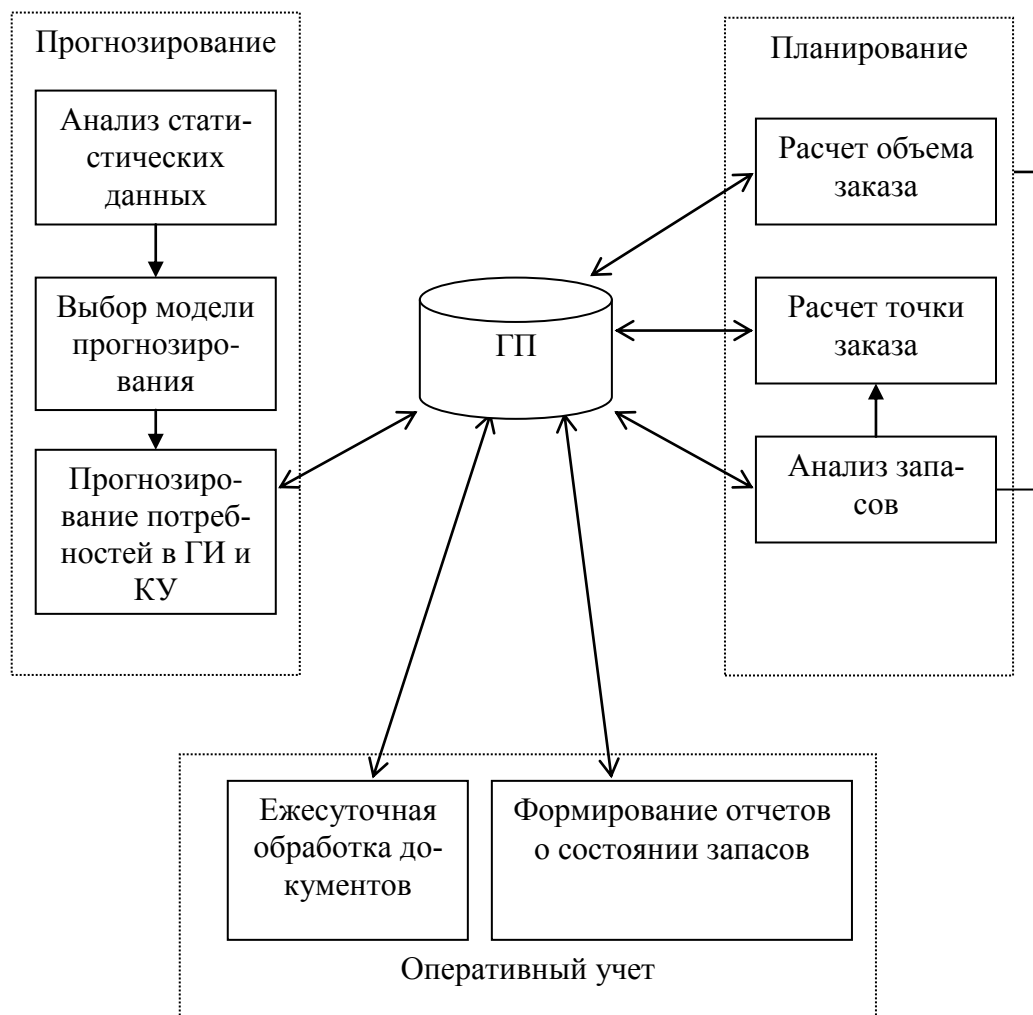 Прогнозирование
Анализ стати-
стических
данных
Выбор модели
прогнозиро-
вания
Прогнозиро-
вание потреб-
ностей в ГИ и
КУ
ГП
Планирование
Расчет объема
заказа
Расчет точки
заказа
Анализ запа-
сов
Ежесуточная
обработка до-
кументов
Формирование отчетов
о состоянии запасов
Оперативный учет